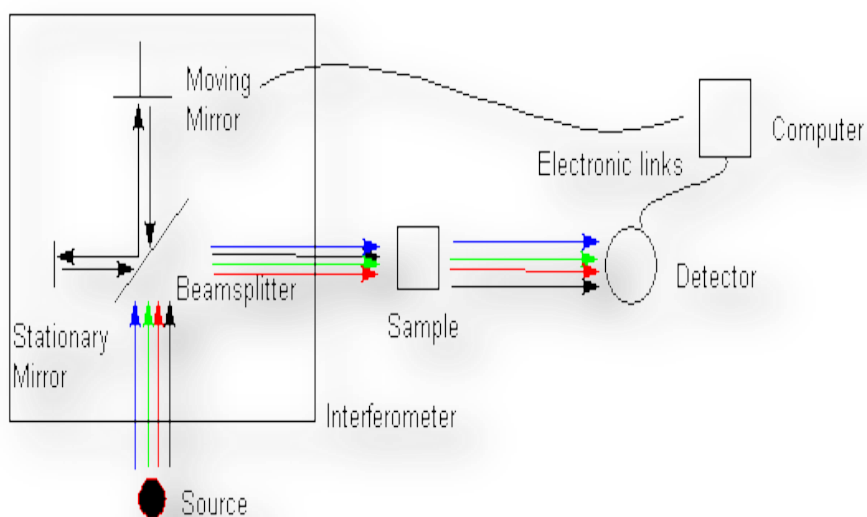 Moving
Mirror
Computer
Electronic links
Beamsplitter
Detector
Sample
Stationary
Mirror
Interferometer
Source